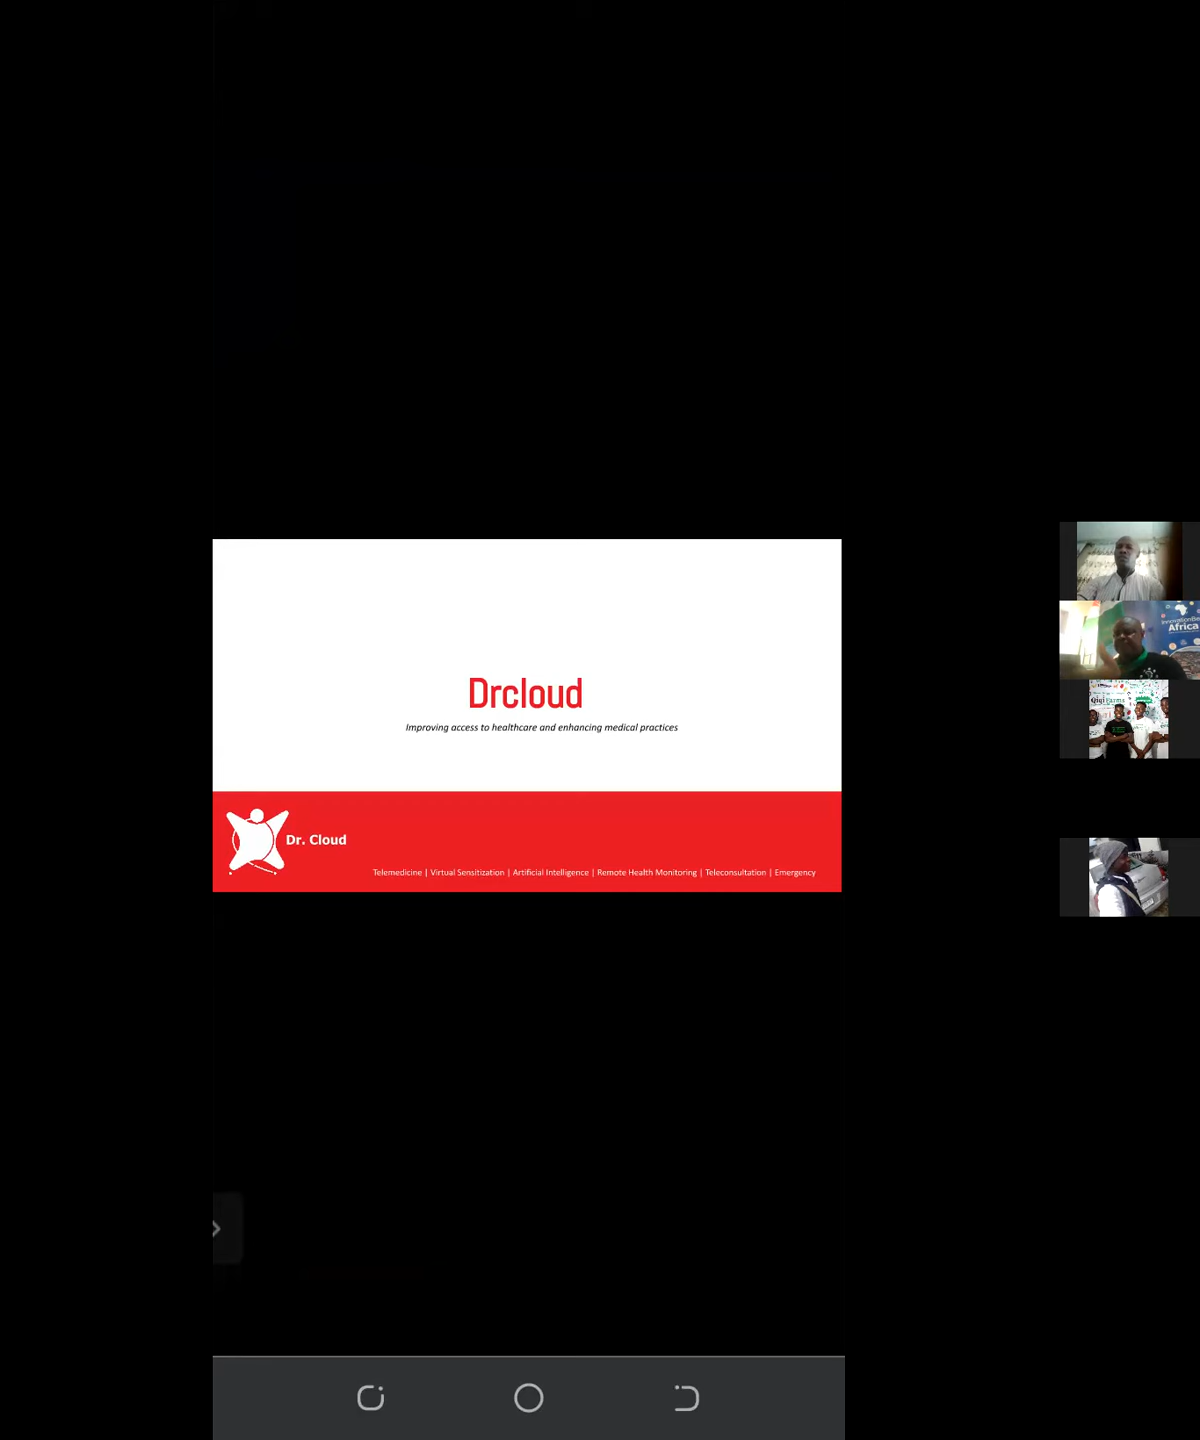 Drcloud
Improving access to healthcare and enhancing medical practices
Dr. Cloud
Telemedicine | Virtual Sensitization | Artificial Intelligence | Remote Health Monitoring | Teleconsultation | Emergency
Africa